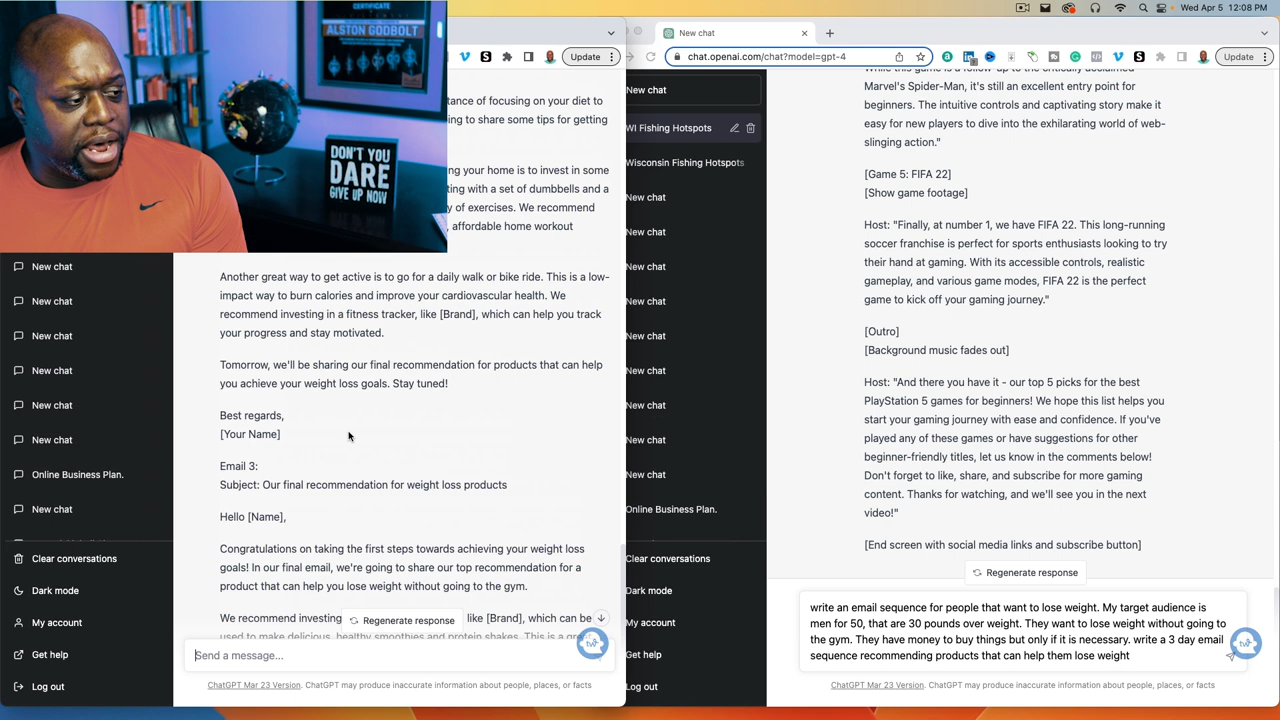 Wed Apr 5 12:08 PM
CERTIFICATE
ALSTON GODBOLT
DON'T YOU
DARE
GIVE UP NOW
Update
New chat
chat.openai.com/chat?model=gpt-4
Update
tance of focusing on your diet to
ing to share some tips for getting
ng your home is to invest in some
ting with a set of dumbbells and a
y of exercises. We recommend
, affordable home workout
Another great way to get active is to go for a daily walk or bike ride. This is a low-
impact way to burn calories and improve your cardiovascular health. We
recommend investing in a fitness tracker, like [Brand], which can help you track
your progress and stay motivated.
Tomorrow, we'll be sharing our final recommendation for products that can help
you achieve your weight loss goals. Stay tuned!
Best regards,
[Your Name]
Email 3:
Subject: Our final recommendation for weight loss products
Hello [Name],
Congratulations on taking the first steps towards achieving your weight loss
goals! In our final email, we're going to share our top recommendation for a
product that can help you lose weight without going to the gym.
We recommend investing
like [Brand], which can be
used to make delicious, healthy smoothies and protein shakes. This is a great
Regenerate response
Send a message...
ChatGPT Mar 23 Version. ChatGPT may produce inaccurate information about people, places, or facts
New chat
New chat
New chat
New chat
New chat
New chat
Online Business Plan.
New chat
Clear conversations
Dark mode
My account
Get help
Log out
New chat
WI Fishing Hotspots
Wisconsin Fishing Hotspots
New chat
New chat
New chat
New chat
New chat
New chat
New chat
New chat
New chat
Online Business Plan.
Clear conversations
Dark mode
My account
Get help
Log out
While this game is a follow-up to the critically acclaimed
Marvel's Spider-Man, it's still an excellent entry point for
beginners. The intuitive controls and captivating story make it
easy for new players to dive into the exhilarating world of web-
slinging action."
[Game 5: FIFA 22]
[Show game footage]
Host: "Finally, at number 1, we have FIFA 22. This long-running
soccer franchise is perfect for sports enthusiasts looking to try
their hand at gaming. With its accessible controls, realistic
gameplay, and various game modes, FIFA 22 is the perfect
game to kick off your gaming journey."
[Outro]
[Background music fades out]
Host: "And there you have it - our top 5 picks for the best
PlayStation 5 games for beginners! We hope this list helps you
start your gaming journey with ease and confidence. If you've
played any of these games or have suggestions for other
beginner-friendly titles, let us know in the comments below!
Don't forget to like, share, and subscribe for more gaming
content. Thanks for watching, and we'll see you in the next
video!"
[End screen with social media links and subscribe button]
Regenerate response
write an email sequence for people that want to lose weight. My target audience is
men for 50, that are 30 pounds over weight. They want to lose weight without going to
the gym. They have money to buy things but only if it is necessary. write a 3 day email
sequence recommending products that can help them lose weight
ChatGPT Mar 23 Version. ChatGPT may produce inaccurate information about people, places, or facts